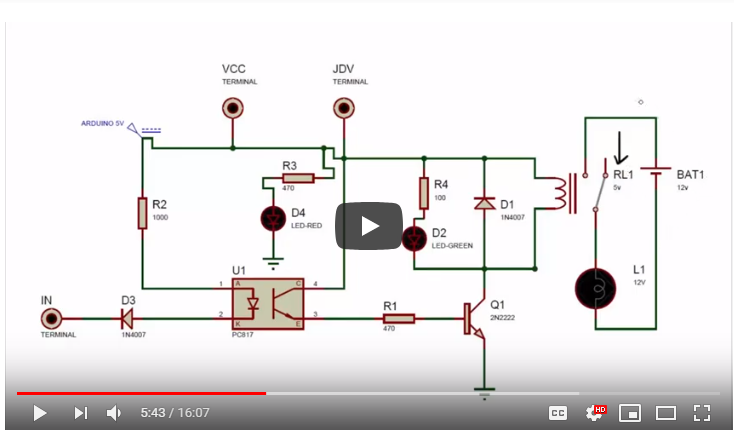 VCC
TERMINAL
JDV
TERMINAL
ARDUINO 5V
R3
470
R2
1000
D4
LED-RED
R4
100
D1
1N4007
D2
LED-GREEN
RL1
5v
BAT1
12v
L1
12V
U1
1
A
C
4
2
K
E
3
PC817
IN
TERMINAL
D3
1N4007
R1
470
Q1
2N2222
5:43 / 16:07
CC
HD